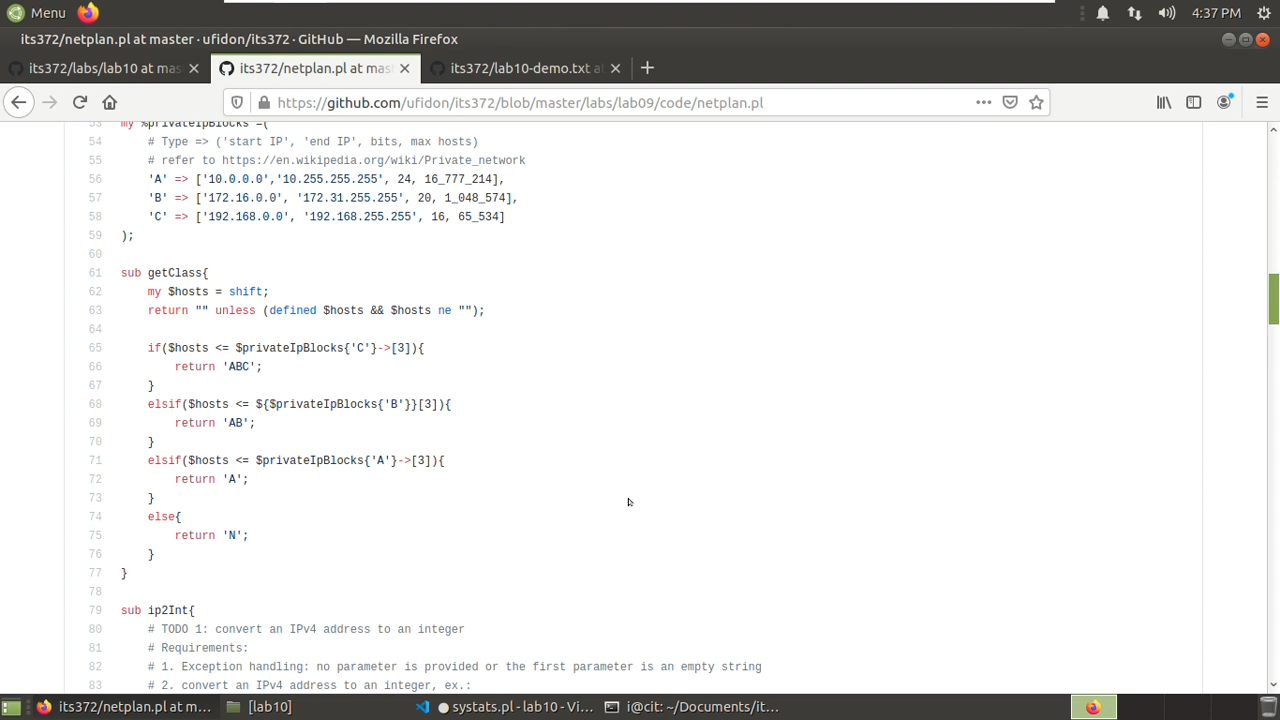 Menu
4:37 PM
its372/netplan.pl at master · ufidon/its372 · GitHub — Mozilla Firefox
its372/labs/lab10 at mas
its372/netplan.pl at mast
its372/lab10-demo.txt at
https://github.com/ufidon/its372/blob/master/labs/lab09/code/netplan.pl
53 my %privateIpBlocks =(
54 # Type => ('start IP', 'end IP', bits, max hosts)
55 # refer to https://en.wikipedia.org/wiki/Private_network
56 'A' => ['10.0.0.0','10.255.255.255', 24, 16_777_214],
57 'B' => ['172.16.0.0', '172.31.255.255', 20, 1_048_574],
58 'C' => ['192.168.0.0', '192.168.255.255', 16, 65_534]
59 );
60
61 sub getClass{
62 my $hosts = shift;
63 return "" unless (defined $hosts && $hosts ne "");
64
65 if($hosts <= $privateIpBlocks{'C'}->[3]){
66 return 'ABC';
67 }
68 elsif($hosts <= ${$privateIpBlocks{'B'}}[3]){
69 return 'AB';
70 }
71 elsif($hosts <= $privateIpBlocks{'A'}->[3]){
72 return 'A';
73 }
74 else{
75 return 'N';
76 }
77 }
78
79 sub ip2Int{
80 # TODO 1: convert an IPv4 address to an integer
81 # Requirements:
82 # 1. Exception handling: no parameter is provided or the first parameter is an empty string
83 # 2. convert an IPv4 address to an integer, ex.:
its372/netplan.pl at m...
[lab10]
● systats.pl - lab10 - Vi...
i@cit: ~/Documents/it...